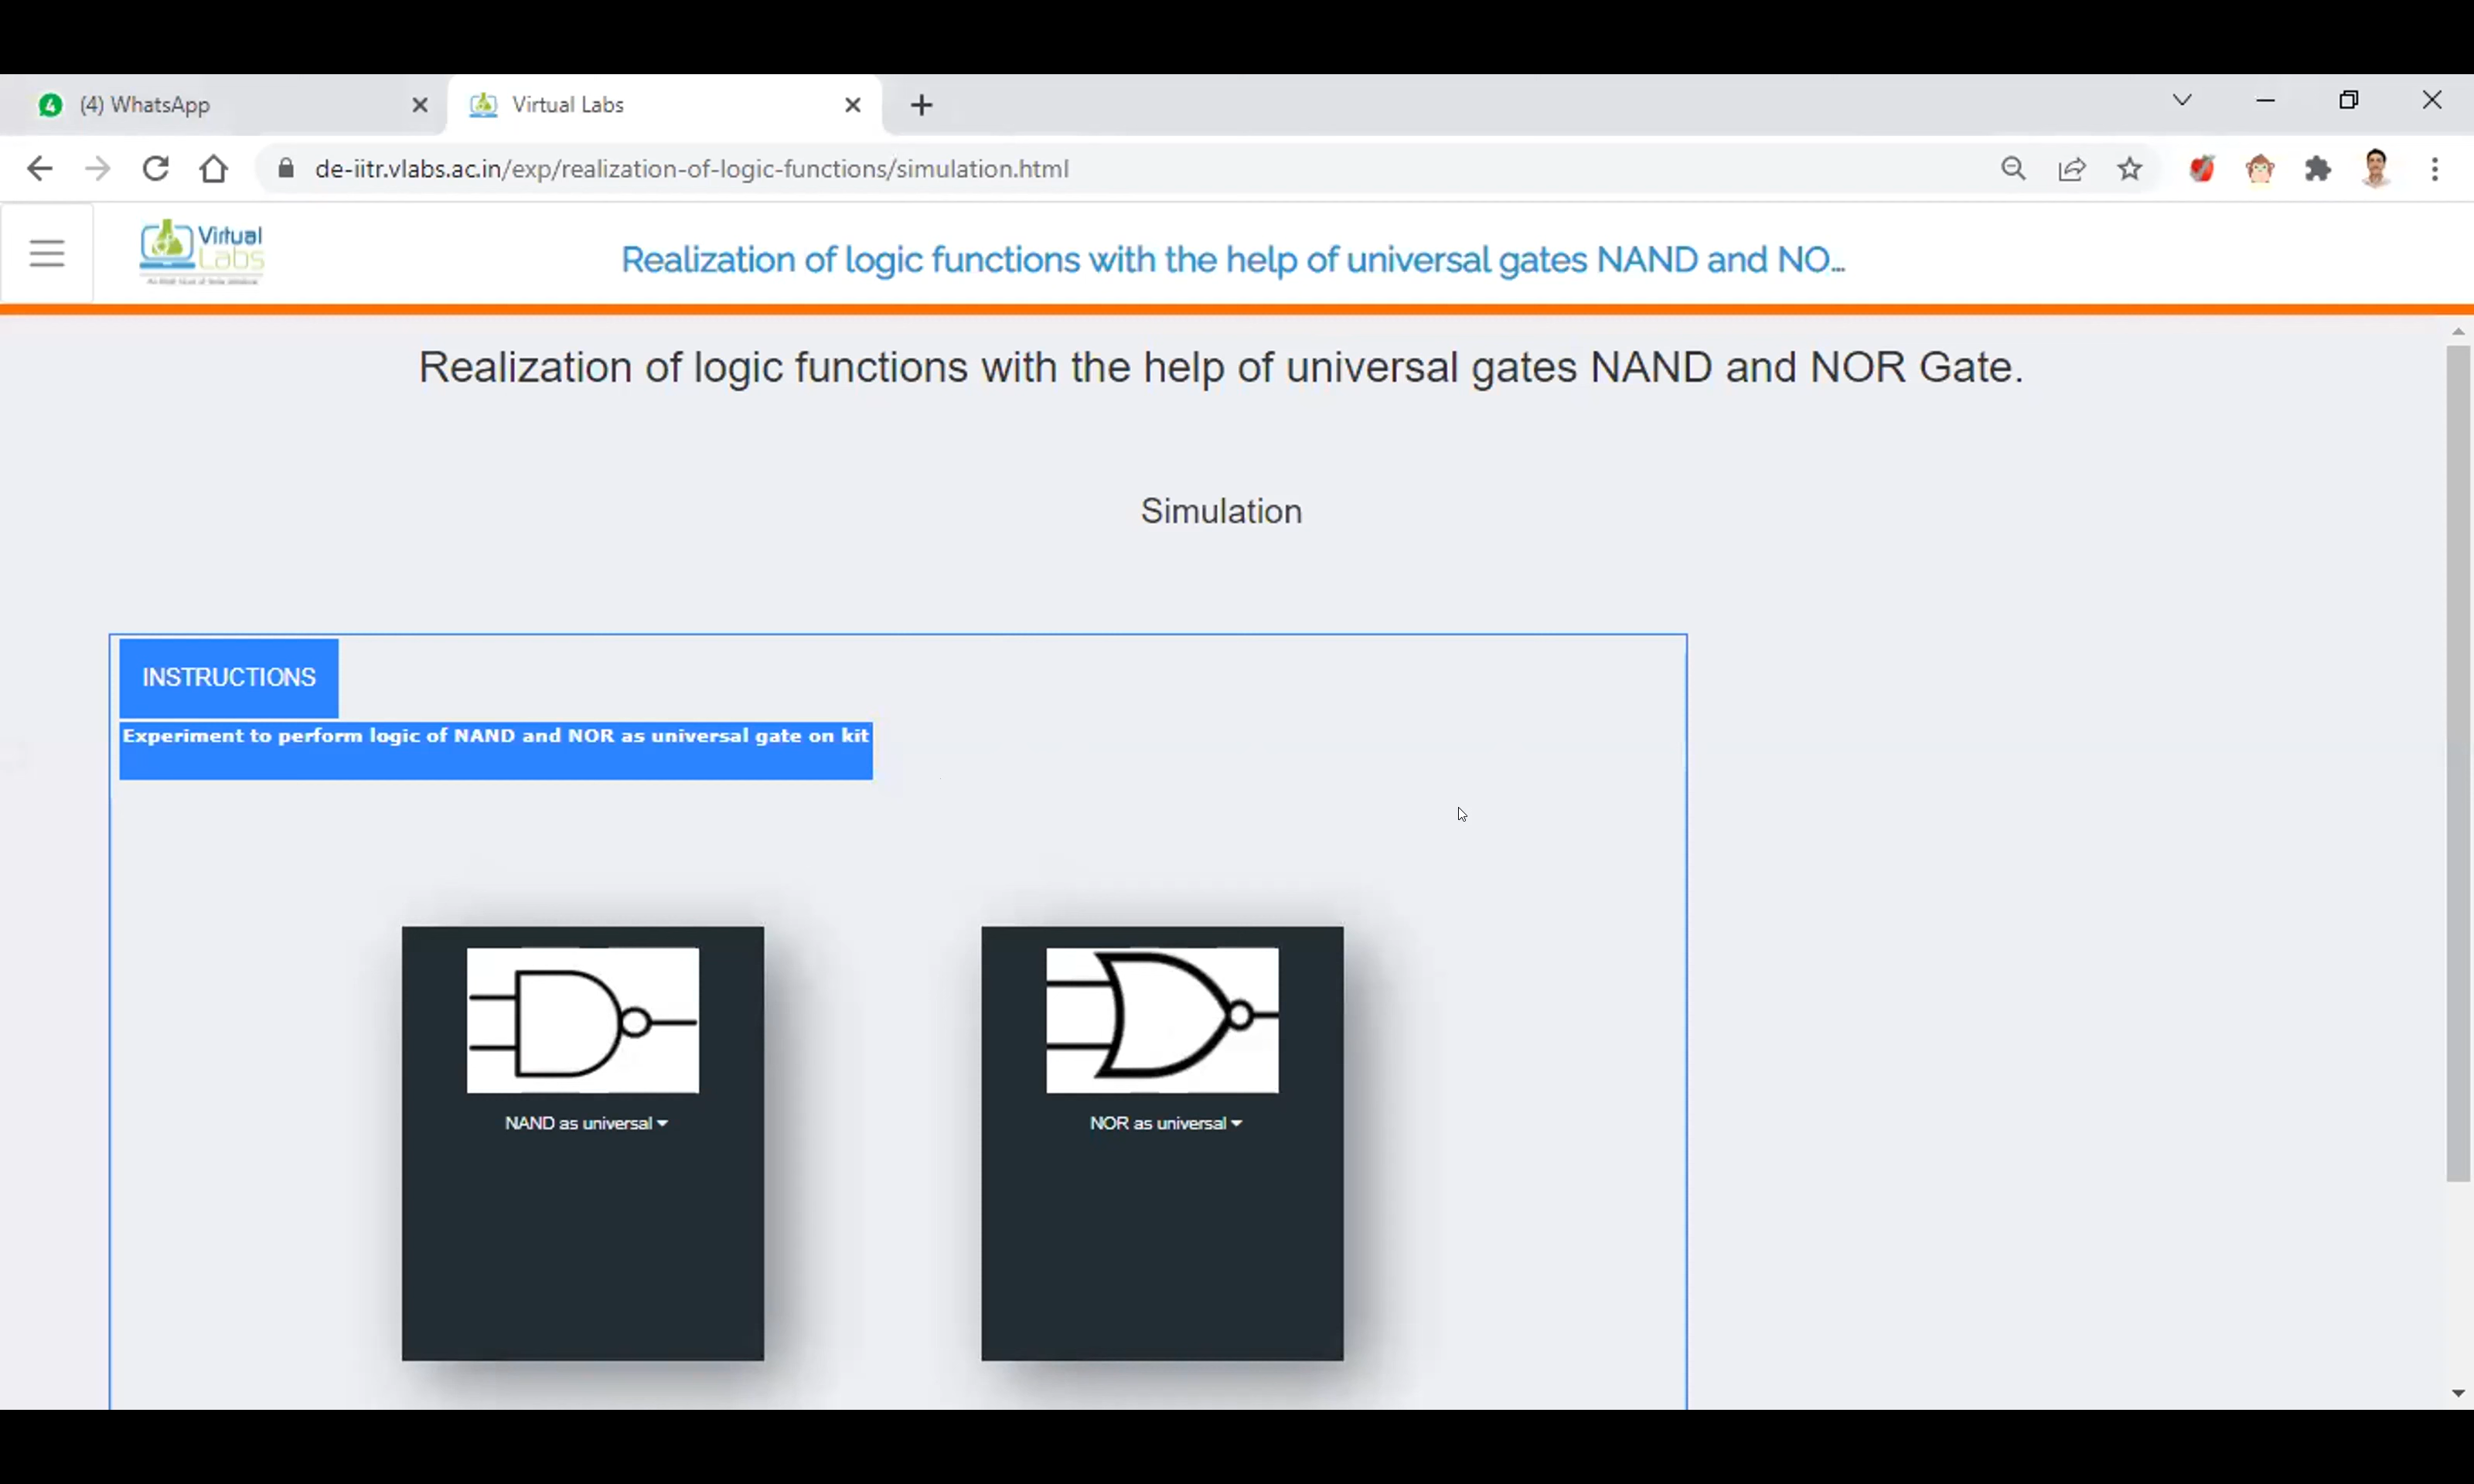 4 (4) WhatsApp
Virtual Labs
de-iitr.vlabs.ac.in/exp/realization-of-logic-functions/simulation.html
Virtual
Labs
Realization of logic functions with the help of universal gates NAND and NO...
Realization of logic functions with the help of universal gates NAND and NOR Gate.
Simulation
INSTRUCTIONS
Experiment to perform logic of NAND and NOR as universal gate on kit
NAND as universal
NOR as universal